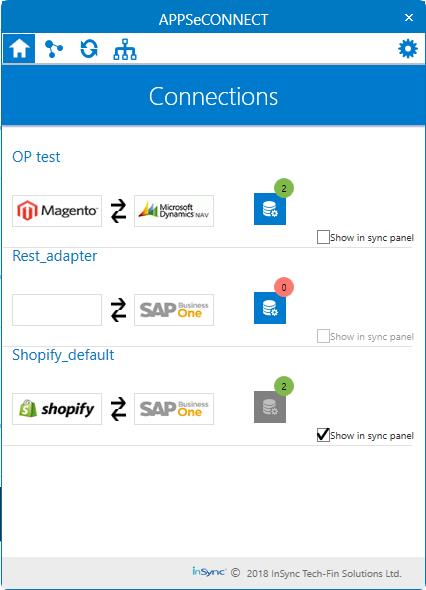 APPSeCONNECT
×
Connections
OP test
2
Magento
Microsoft
Dynamics NAV
Show in sync panel
Rest_adapter
0
SAP Business
One
Show in sync panel
Shopify_default
2
shopify
SAP Business
One
Show in sync panel
inSync © 2018 InSync Tech-Fin Solutions Ltd.